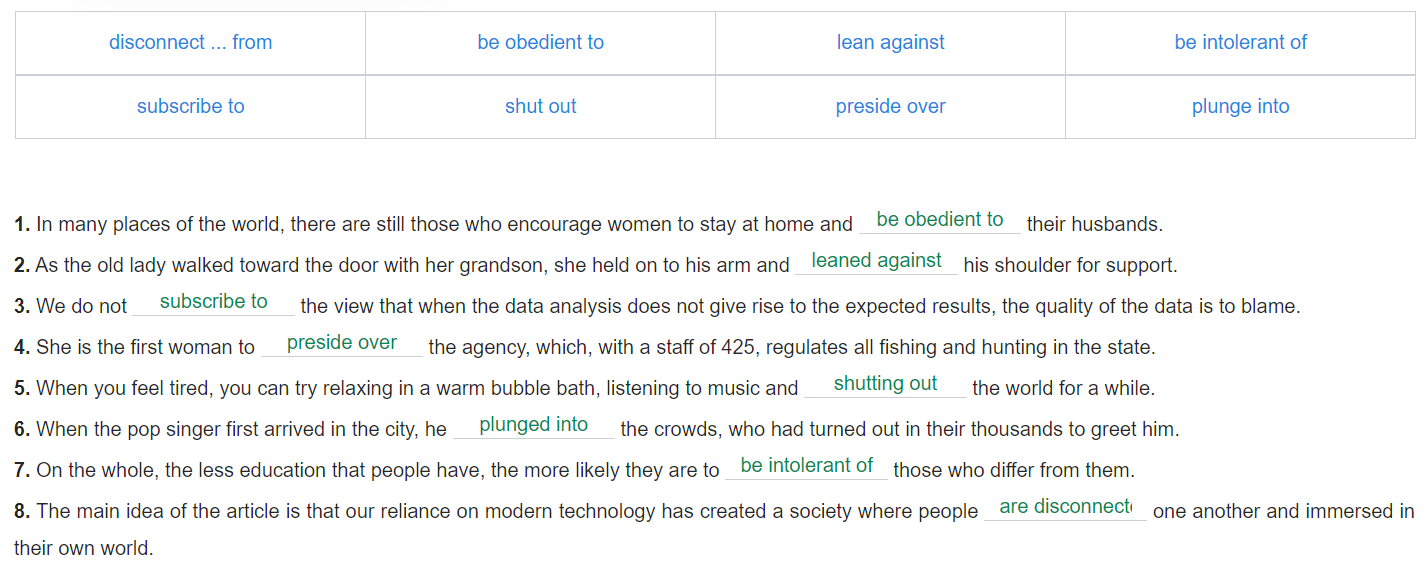 disconnect ... from be obedient to lean against be intolerant of
subscribe to shut out preside over plunge into
1. In many places of the world, there are still those who encourage women to stay at home and be obedient to their husbands.
2. As the old lady walked toward the door with her grandson, she held on to his arm and leaned against his shoulder for support.
3. We do not subscribe to the view that when the data analysis does not give rise to the expected results, the quality of the data is to blame.
4. She is the first woman to preside over the agency, which, with a staff of 425, regulates all fishing and hunting in the state.
5. When you feel tired, you can try relaxing in a warm bubble bath, listening to music and shutting out the world for a while.
6. When the pop singer first arrived in the city, he plunged into the crowds, who had turned out in their thousands to greet him.
7. On the whole, the less education that people have, the more likely they are to be intolerant of those who differ from them.
8. The main idea of the article is that our reliance on modern technology has created a society where people are one another and immersed in
their own world.